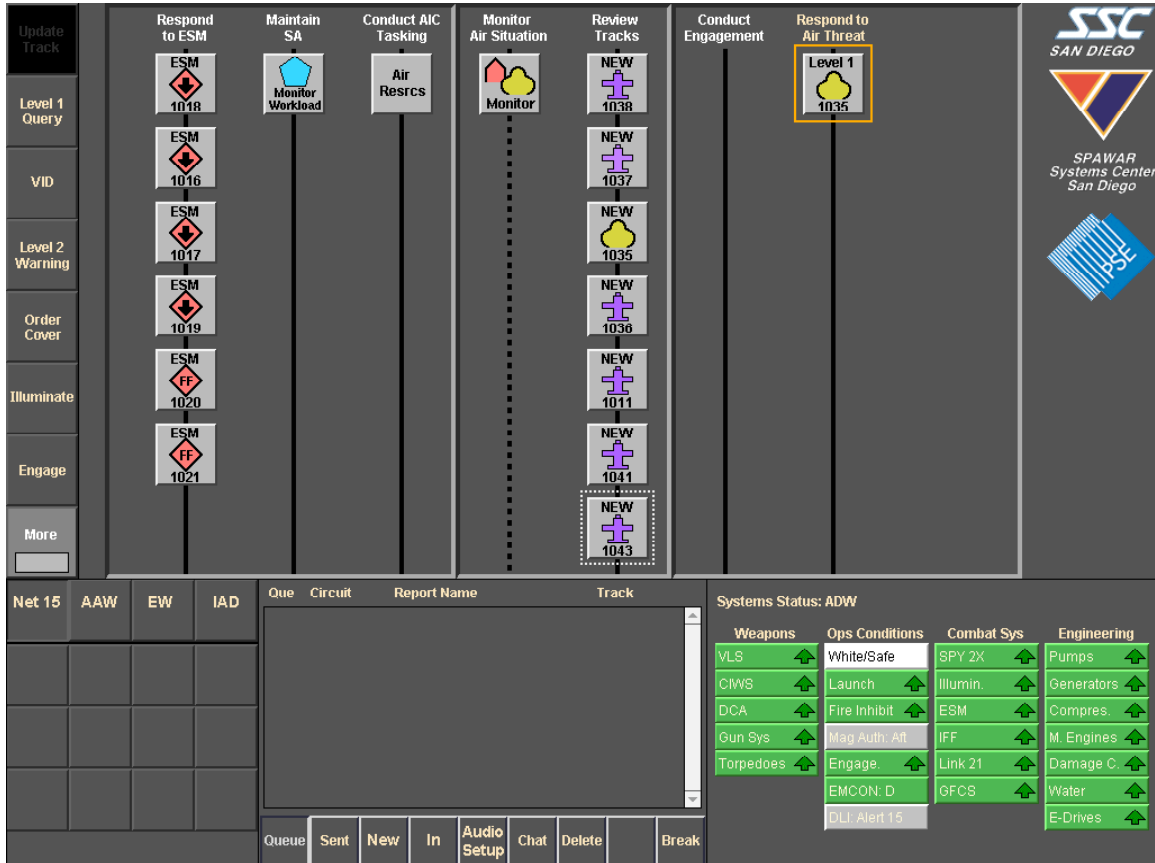 Update
Track
Level 1
Query
VID
Level 2
Warning
Order
Cover
Illuminate
Engage
More
Respond
to ESM
Maintain
SA
Conduct AIC
Tasking
Monitor
Air Situation
Review
Tracks
Conduct
Engagement
Respond to
Air Threat
ESM
1018
ESM
1016
ESM
1017
ESM
1019
ESM
FF
1020
ESM
FF
1021
Monitor
Workload
Air
Resrcs
Monitor
NEW
1038
NEW
1037
NEW
1035
NEW
1036
NEW
1011
NEW
1041
NEW
1043
Level 1
1035
SSC
SAN DIEGO
SPAWAR
Systems Center
San Diego
PSE
Net 15 AAW EW IAD
Que Circuit Report Name Track
Queue Sent New In Audio Setup Chat Delete Break
Systems Status: ADW
Weapons
VLS
CIWS
DCA
Gun Sys
Torpedoes
Ops Conditions
White/Safe
Launch
Fire Inhibit
Mag Auth: Aft
Engage.
EMCON: D
DLI: Alert 15
Combat Sys
SPY 2X
Illumin.
ESM
IFF
Link 21
GFCS
Engineering
Pumps
Generators
Compres.
M. Engines
Damage C.
Water
E-Drives